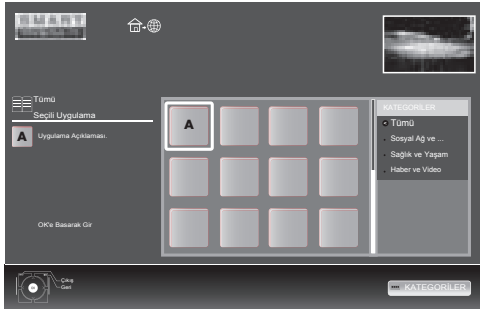 SMART
Tümü
Seçili Uygulama
A
Uygulama Açıklaması.
OK'e Basarak Gir
A
KATEGORİLER
Tümü
Sosyal Ağ ve ...
Sağlık ve Yaşam
Haber ve Video
Çıkış
Geri
KATEGORİLER